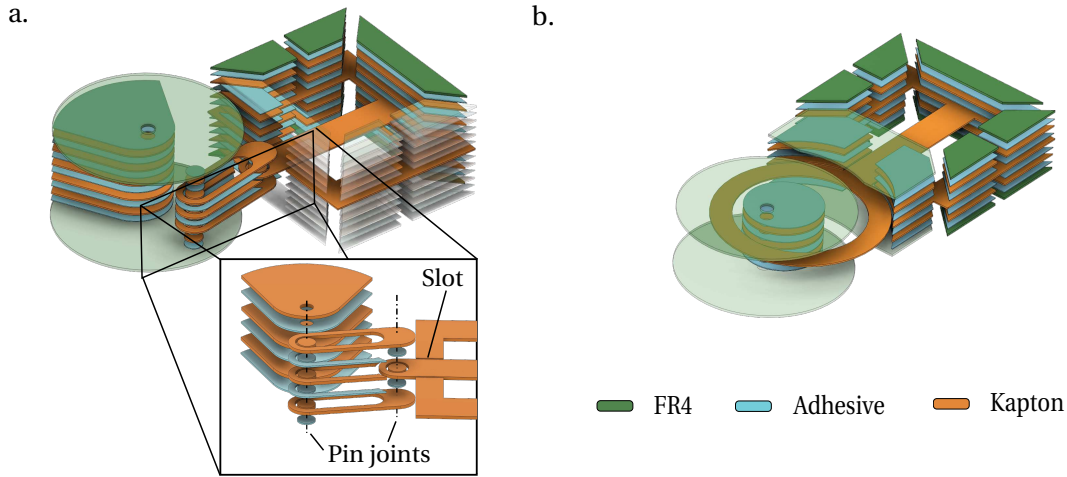 a.
b.
Slot
Pin joints
FR4
Adhesive
Kapton